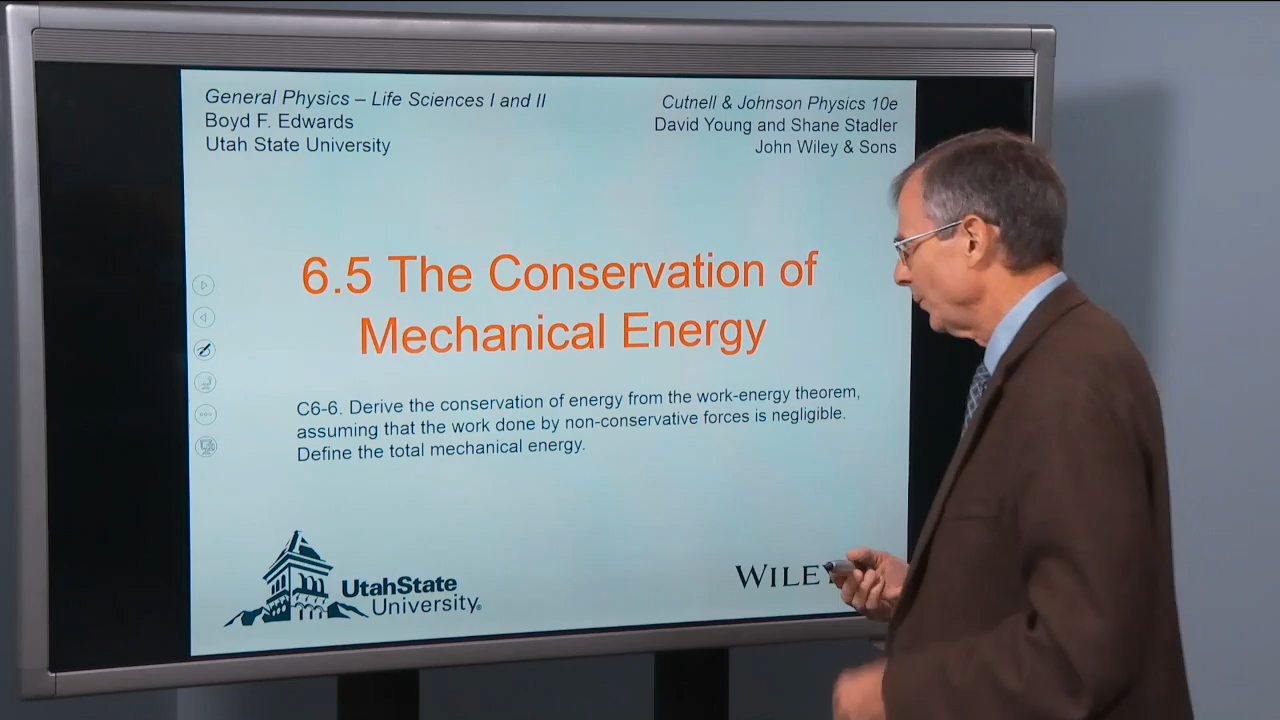 General Physics – Life Sciences I and II
Boyd F. Edwards
Utah State University
Cutnell & Johnson Physics 10e
David Young and Shane Stadler
John Wiley & Sons
6.5 The Conservation of
Mechanical Energy
C6-6. Derive the conservation of energy from the work-energy theorem,
assuming that the work done by non-conservative forces is negligible.
Define the total mechanical energy.
UtahState
University®
WILEY